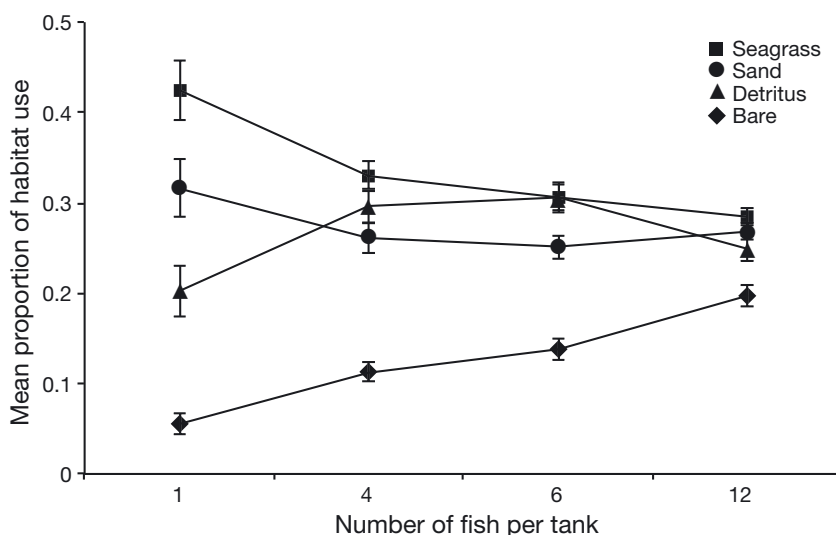 0.5
0.4
0.3
0.2
0.1
0
Mean proportion of habitat use
Seagrass
Sand
Detritus
Bare
1 4 6 12
Number of fish per tank